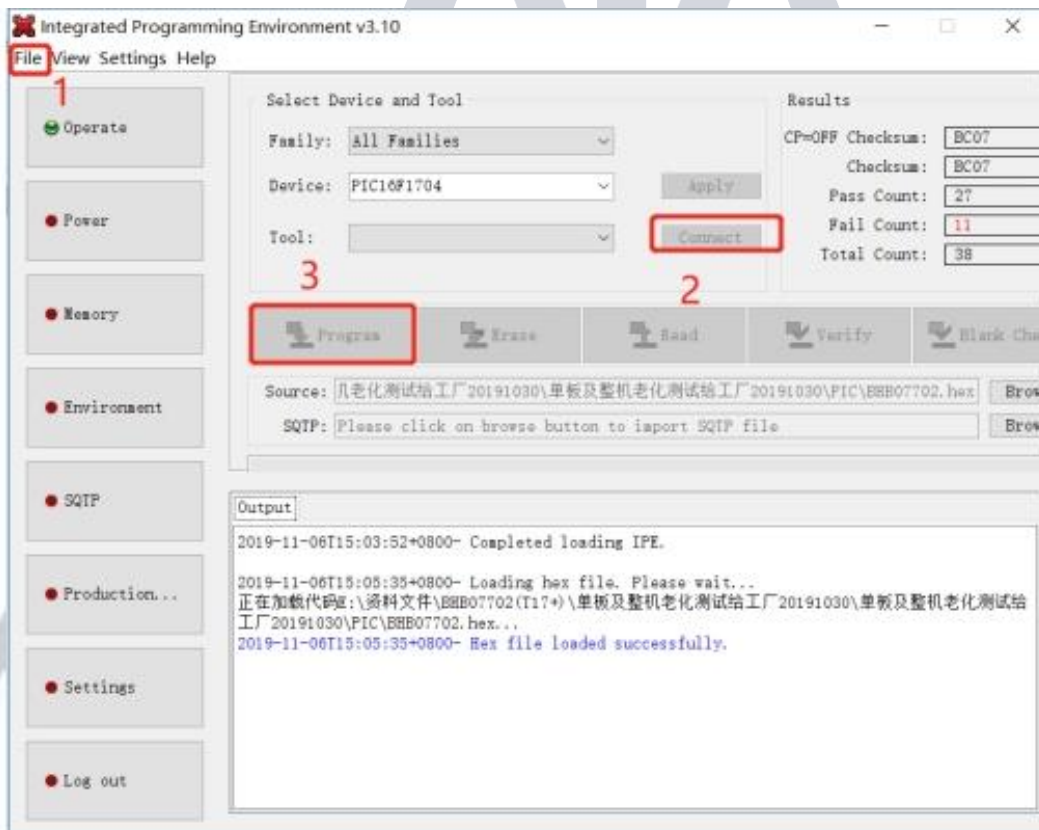 Integrated Programming Environment v3.10
File View Settings Help
1
Operate
Power
Memory
Environment
SQTP
Production...
Settings
Log out
Select Device and Tool
Family: All Families
Device: PIC16F1704
Apply
Tool:
Connect
2
3
Results
CP=OFF Checksum: BC07
Checksum: BC07
Pass Count: 27
Fail Count: 11
Total Count: 38
Program Erase Read Verify Blank Che
Source: 几老化测试给工厂20191030\单板及整机老化测试给工厂20191030\PIC\BHB07702.hex Brow
SQTP: Please click on browse button to import SQTP file Brow
Output
2019-11-06T15:03:52+0800- Completed loading IPE.
2019-11-06T15:05:35+0800- Loading hex file. Please wait...
正在加载代码E:\资料文件\BHB07702(T17+)\单板及整机老化测试给工厂20191030\单板及整机老化测试给
工厂20191030\PIC\BHB07702.hex...
2019-11-06T15:05:35+0800- Hex file loaded successfully.